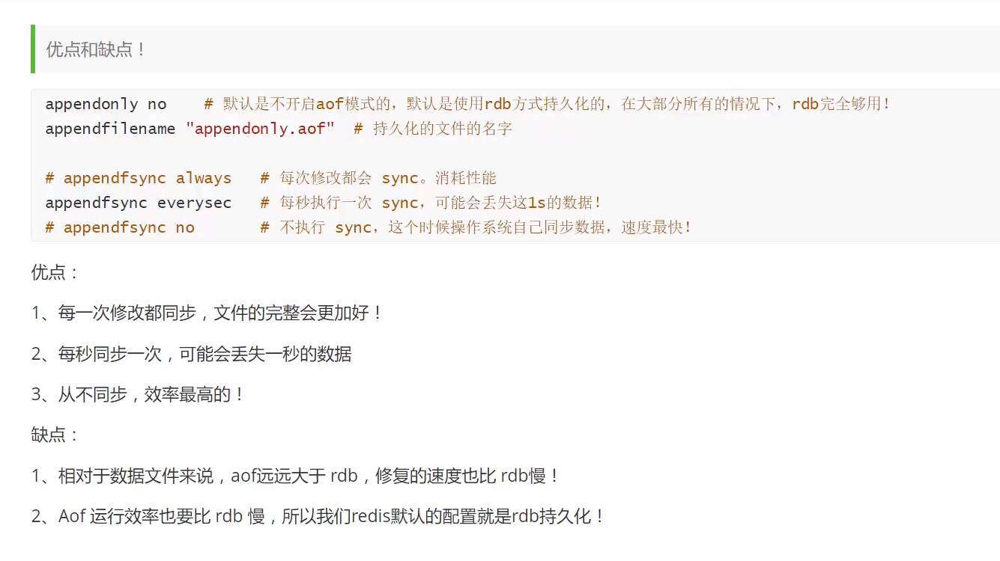 优点和缺点！
appendonly no    # 默认是不开启aof模式的，默认是使用rdb方式持久化的，在大部分所有的情况下，rdb完全够用！
appendfilename "appendonly.aof"  # 持久化的文件的名字
# appendfsync always   # 每次修改都会 sync。消耗性能
appendfsync everysec   # 每秒执行一次 sync，可能会丢失这1s的数据！
# appendfsync no       # 不执行 sync，这个时候操作系统自己同步数据，速度最快！
优点：
1、每一次修改都同步，文件的完整会更加好！
2、每秒同步一次，可能会丢失一秒的数据
3、从不同步，效率最高的！
缺点：
1、相对于数据文件来说，aof远远大于 rdb，修复的速度也比 rdb慢！
2、Aof 运行效率也要比 rdb 慢，所以我们redis默认的配置就是rdb持久化！